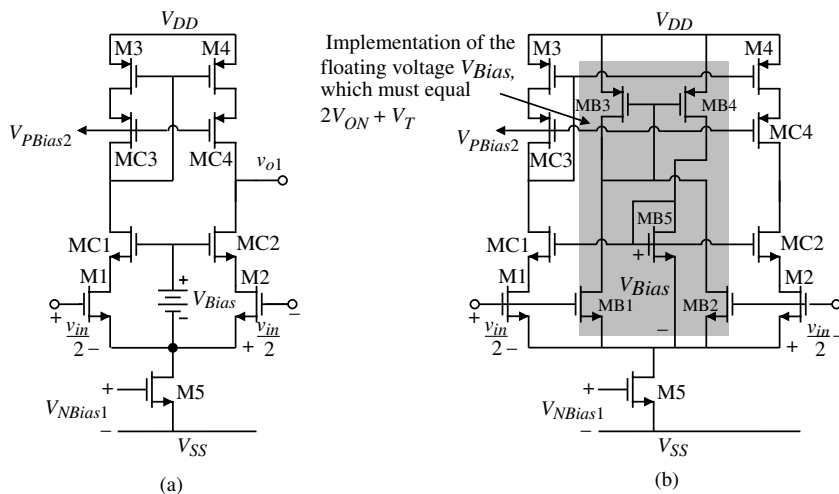 VDD
M3
M4
VPBias2
MC3
MC4
vo1
MC1
MC2
M1
M2
+
VBias
–
+
–
vin
2
–
+
vin
2
+
M5
VNBias1
–
VSS
(a)
Implementation of the
floating voltage VBias,
which must equal
2VON + VT
VDD
M3
M4
MB3
MB4
VPBias2
MC3
MC4
MB5
MC1
MC2
+
M1
M2
VBias
MB1
MB2
+
–
–
vin
2
–
+
vin
2
–
+
M5
VNBias1
–
VSS
(b)